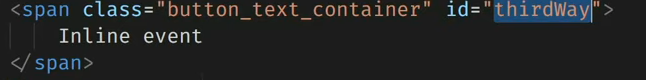 <span class="button_text_container" id="thirdWay">
Inline event
</span>